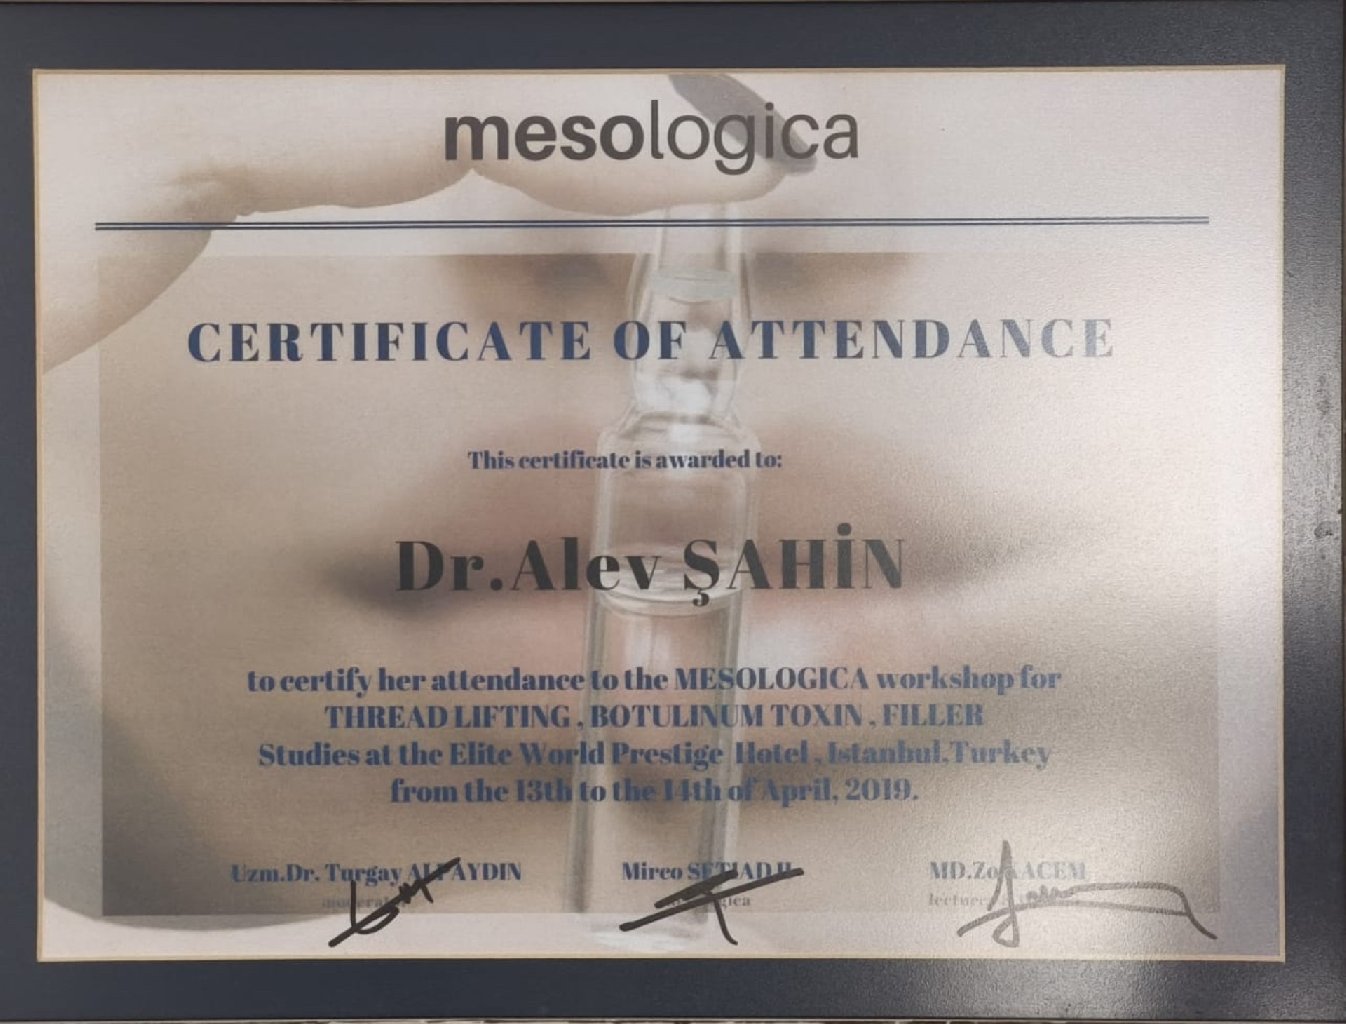 mesologica
CERTIFICATE OF ATTENDANCE
This certificate is awarded to:
Dr.Alev ŞAHİN
to certify her attendance to the MESOLOGICA workshop for
THREAD LIFTING , BOTULINUM TOXIN , FILLER
Studies at the Elite World Prestige Hotel , Istanbul,Turkey
from the 13th to the 14th of April, 2019.
Uzm.Dr. Turgay ALPAYDIN
Mirco
MD.